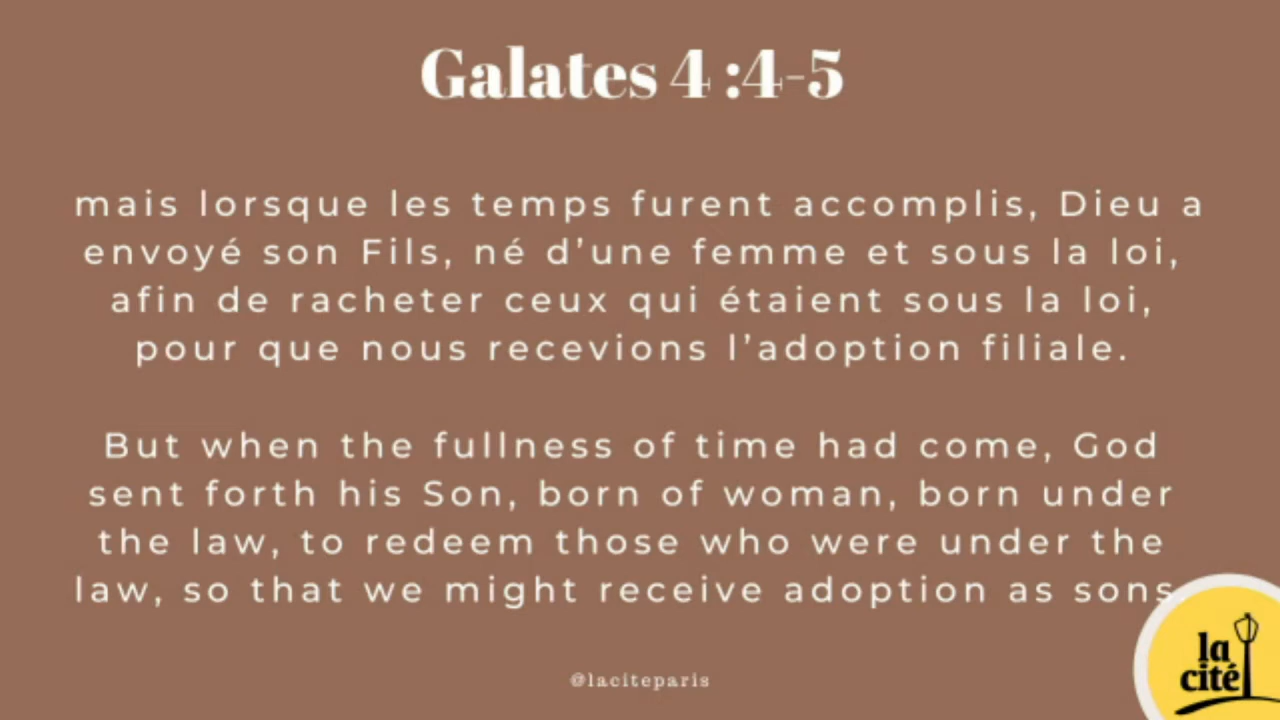 Galates 4 :4-5
mais lorsque les temps furent accomplis, Dieu a
envoyé son Fils, né d’une femme et sous la loi,
afin de racheter ceux qui étaient sous la loi,
pour que nous recevions l’adoption filiale.
But when the fullness of time had come, God
sent forth his Son, born of woman, born under
the law, to redeem those who were under the
law, so that we might receive adoption as sons.
@laciteparis
la
cité